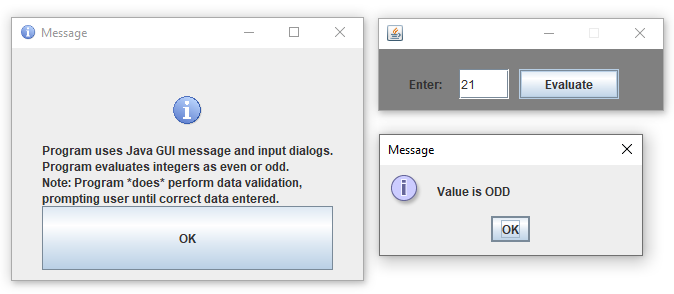 Message
Program uses Java GUI message and input dialogs.
Program evaluates integers as even or odd.
Note: Program *does* perform data validation,
prompting user until correct data entered.
OK
Enter: 21 Evaluate
Message
Value is ODD
OK